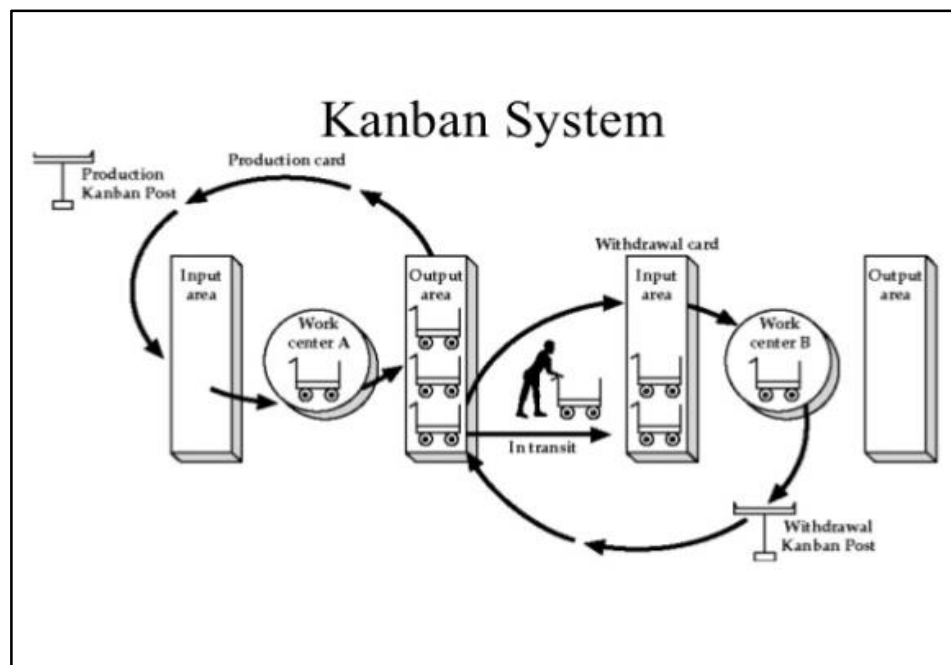 Kanban System
Production card
Production
Kanban Post
Withdrawal card
Input
area
Output
area
Input
area
Output
area
Work
center A
Work
center B
In transit
Withdrawal
Kanban Post